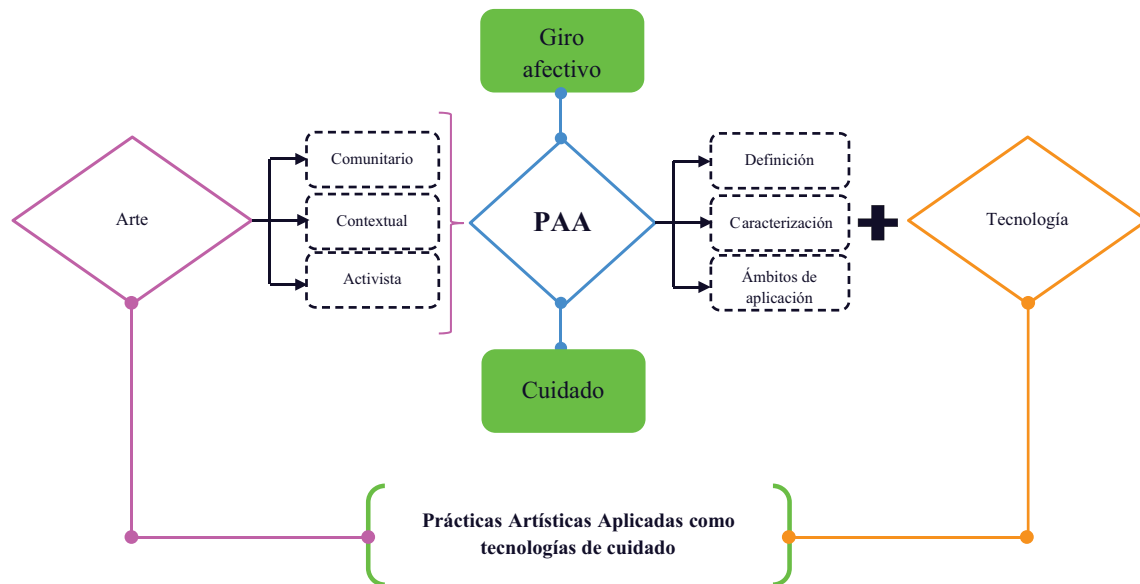 Giro
afectivo
Arte
Comunitario
Contextual
Activista
PAA
Definición
Caracterización
Ámbitos de
aplicación
Tecnología
Cuidado
Prácticas Artísticas Aplicadas como
tecnologías de cuidado